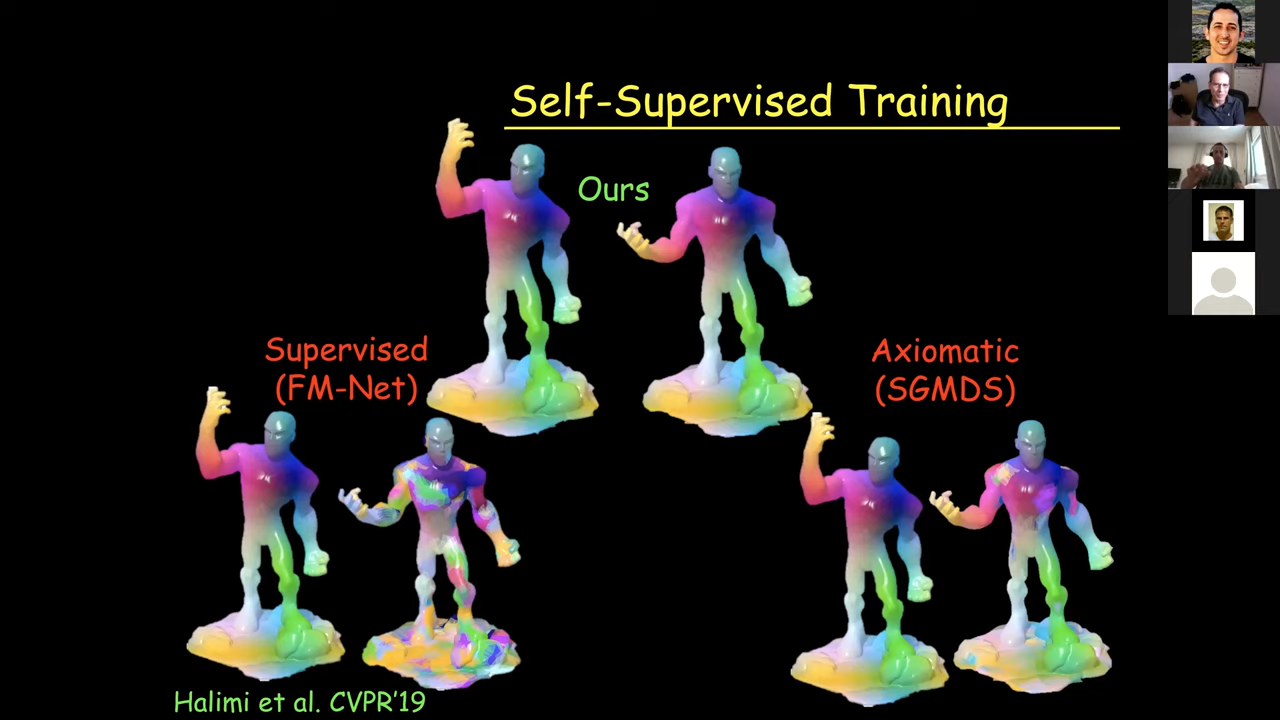 Self-Supervised Training
Ours
Supervised
(FM-Net)
Axiomatic
(SGMDS)
Halimi et al. CVPR'19